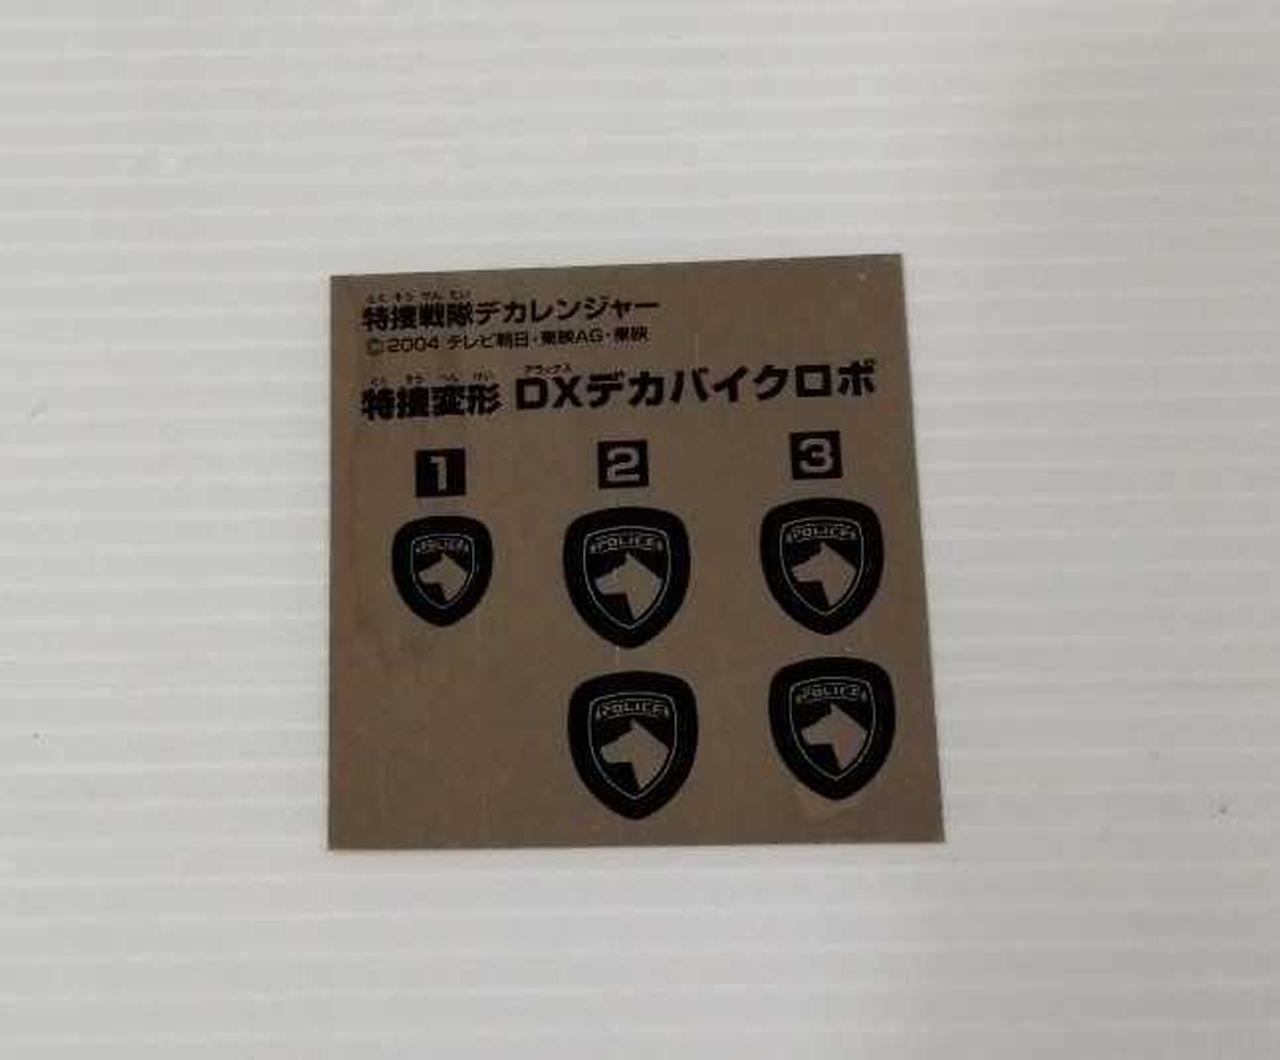 とく そう せん たい
特捜戦隊デカレンジャー
©2004 テレビ朝日・東映AG・東映
とく そう へん けい デラックス
特捜変形 DXデカバイクロボ
1 2 3
POLICE POLICE POLICE
POLICE POLICE